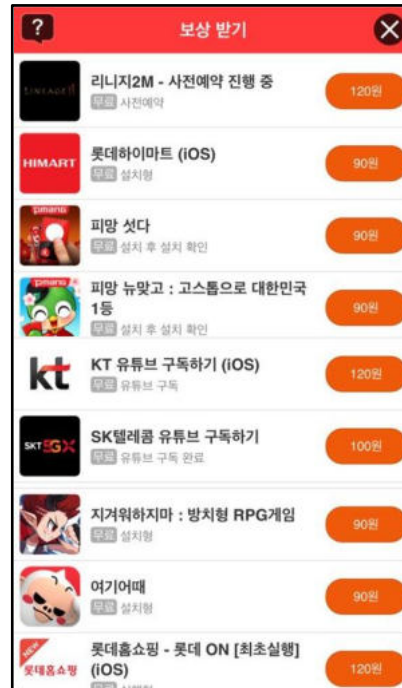 ?
보상 받기
LINEAGE II
리니지2M - 사전예약 진행 중
무료 사전예약
120원
HIMART
롯데하이마트 (iOS)
무료 설치형
90원
pmang
피망 섯다
무료 설치 후 설치 확인
90원
pmang
피망 뉴맞고 : 고스톱으로 대한민국
1등
무료 설치 후 설치 확인
90원
kt
KT 유튜브 구독하기 (iOS)
무료 유튜브 구독
120원
SKT 5GX
SK텔레콤 유튜브 구독하기
무료 유튜브 구독 완료
100원
지겨워하지마 : 방치형 RPG게임
무료 설치형
90원
여기어때
무료 설치형
90원
NEW
롯데홈쇼핑
롯데홈쇼핑 - 롯데 ON [최초실행]
(iOS)
120원